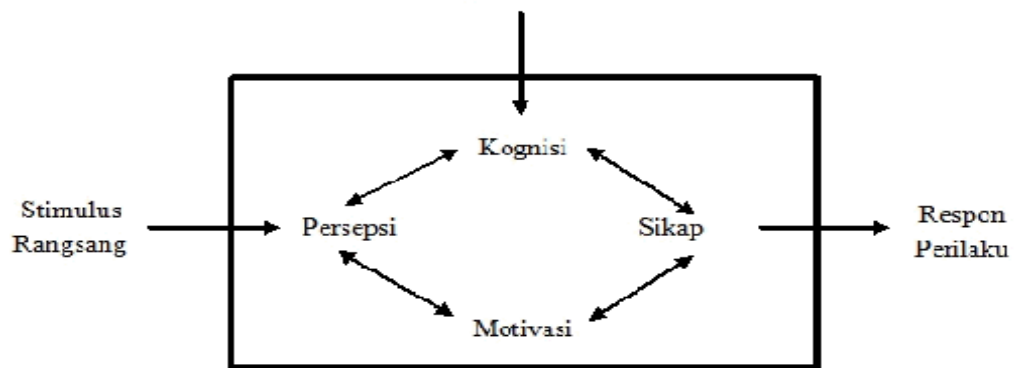 Kognisi
Stimulus
Rangsang
Persepsi
Sikap
Respon
Perilaku
Motivasi